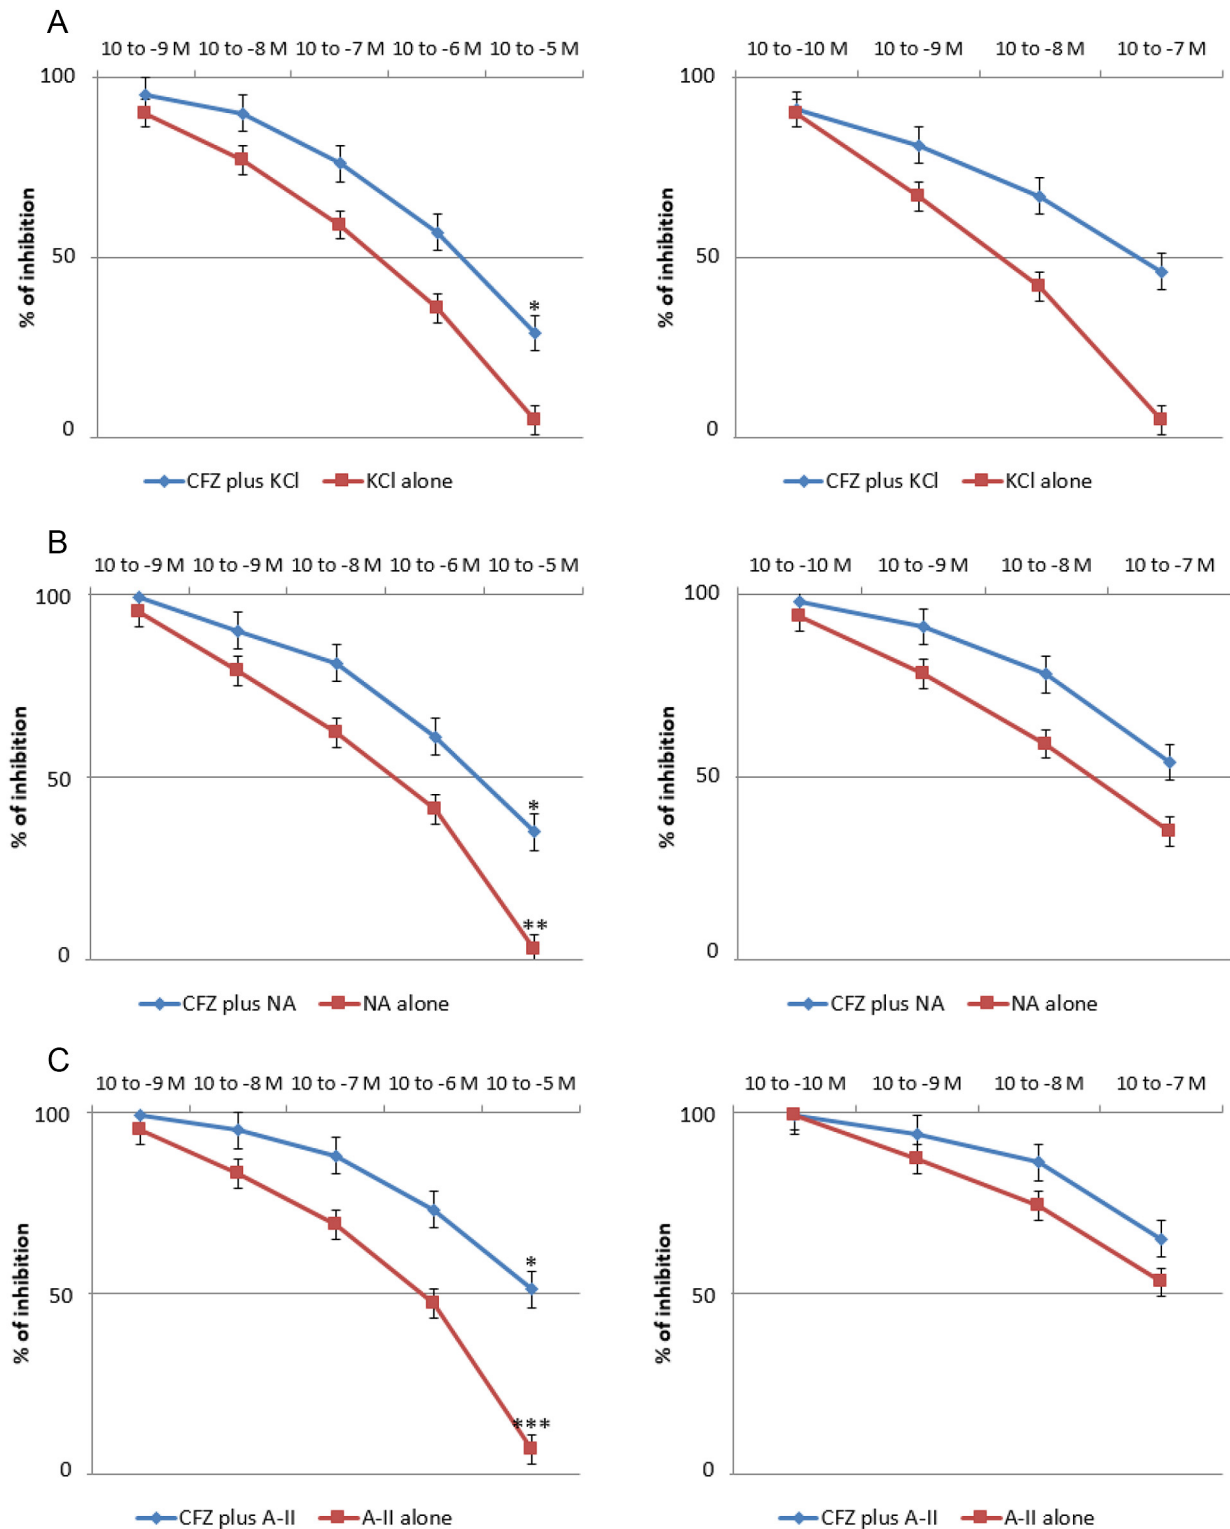 A
10 to -9 M 10 to -8 M 10 to -7 M 10 to -6 M 10 to -5 M
100
50
0
% of inhibition
*
CFZ plus KCl KCl alone
10 to -10 M 10 to -9 M 10 to -8 M 10 to -7 M
100
50
0
% of inhibition
CFZ plus KCl KCl alone
B
10 to -9 M 10 to -9 M 10 to -8 M 10 to -6 M 10 to -5 M
100
50
0
% of inhibition
*
**
CFZ plus NA NA alone
10 to -10 M 10 to -9 M 10 to -8 M 10 to -7 M
100
50
0
% of inhibition
CFZ plus NA NA alone
C
10 to -9 M 10 to -8 M 10 to -7 M 10 to -6 M 10 to -5 M
100
50
0
% of inhibition
*
***
CFZ plus A-II A-II alone
10 to -10 M 10 to -9 M 10 to -8 M 10 to -7 M
100
50
0
% of inhibition
CFZ plus A-II A-II alone